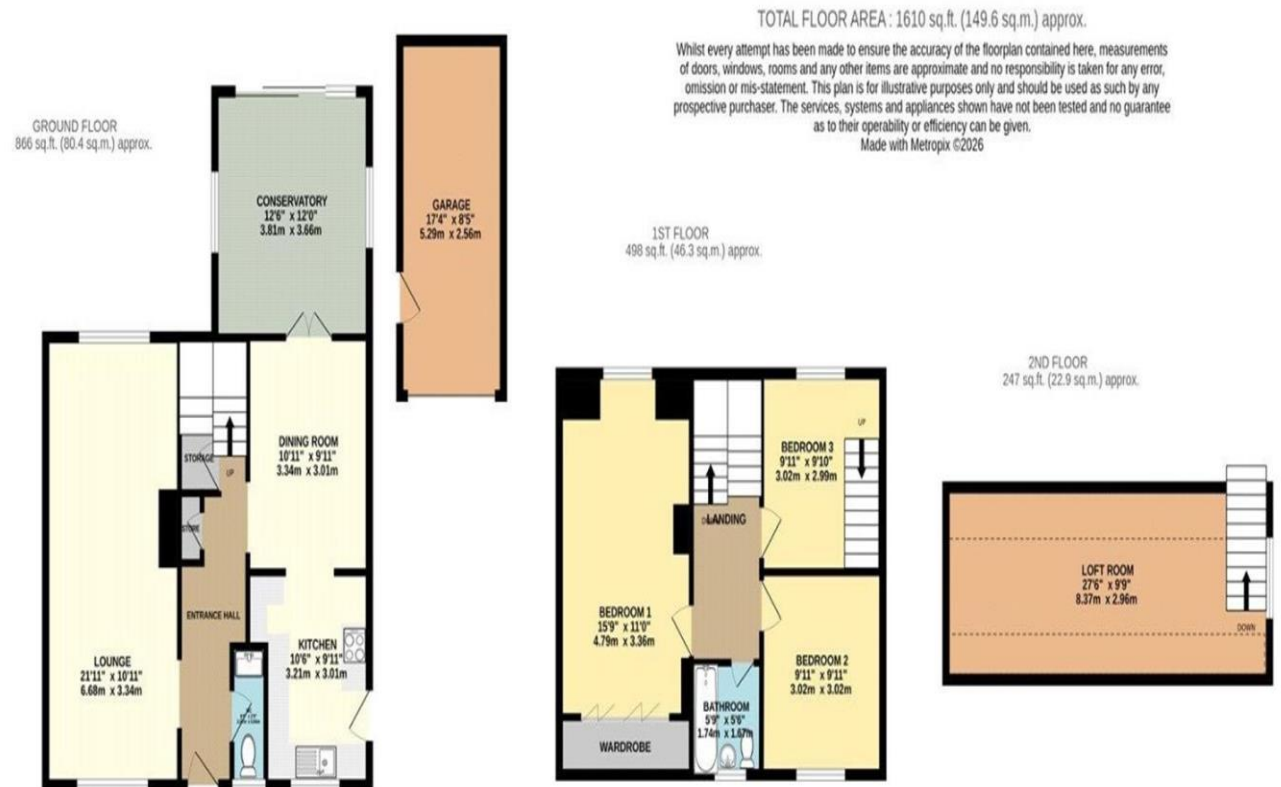 TOTAL FLOOR AREA : 1610 sq.ft. (149.6 sq.m.) approx.
Whilst every attempt has been made to ensure the accuracy of the floorplan contained here, measurements
of doors, windows, rooms and any other items are approximate and no responsibility is taken for any error,
omission or mis-statement. This plan is for illustrative purposes only and should be used as such by any
prospective purchaser. The services, systems and appliances shown have not been tested and no guarantee
as to their operability or efficiency can be given.
Made with Metropix ©2026
GROUND FLOOR
866 sq.ft. (80.4 sq.m.) approx.
CONSERVATORY
12'6" x 12'0"
3.81m x 3.66m
GARAGE
17'4" x 8'5"
5.29m x 2.56m
DINING ROOM
10'11" x 9'11"
3.34m x 3.01m
STORAGE
UP
STORE
ENTRANCE HALL
KITCHEN
10'6" x 9'11"
3.21m x 3.01m
LOUNGE
21'11" x 10'11"
6.68m x 3.34m
1ST FLOOR
498 sq.ft. (46.3 sq.m.) approx.
BEDROOM 3
9'11" x 9'10"
3.02m x 2.99m
UP
LANDING
BEDROOM 1
15'9" x 11'0"
4.79m x 3.36m
BEDROOM 2
9'11" x 9'11"
3.02m x 3.02m
BATHROOM
5'9" x 5'6"
1.74m x 1.67m
WARDROBE
2ND FLOOR
247 sq.ft. (22.9 sq.m.) approx.
LOFT ROOM
27'6" x 9'9"
8.37m x 2.96m
DOWN